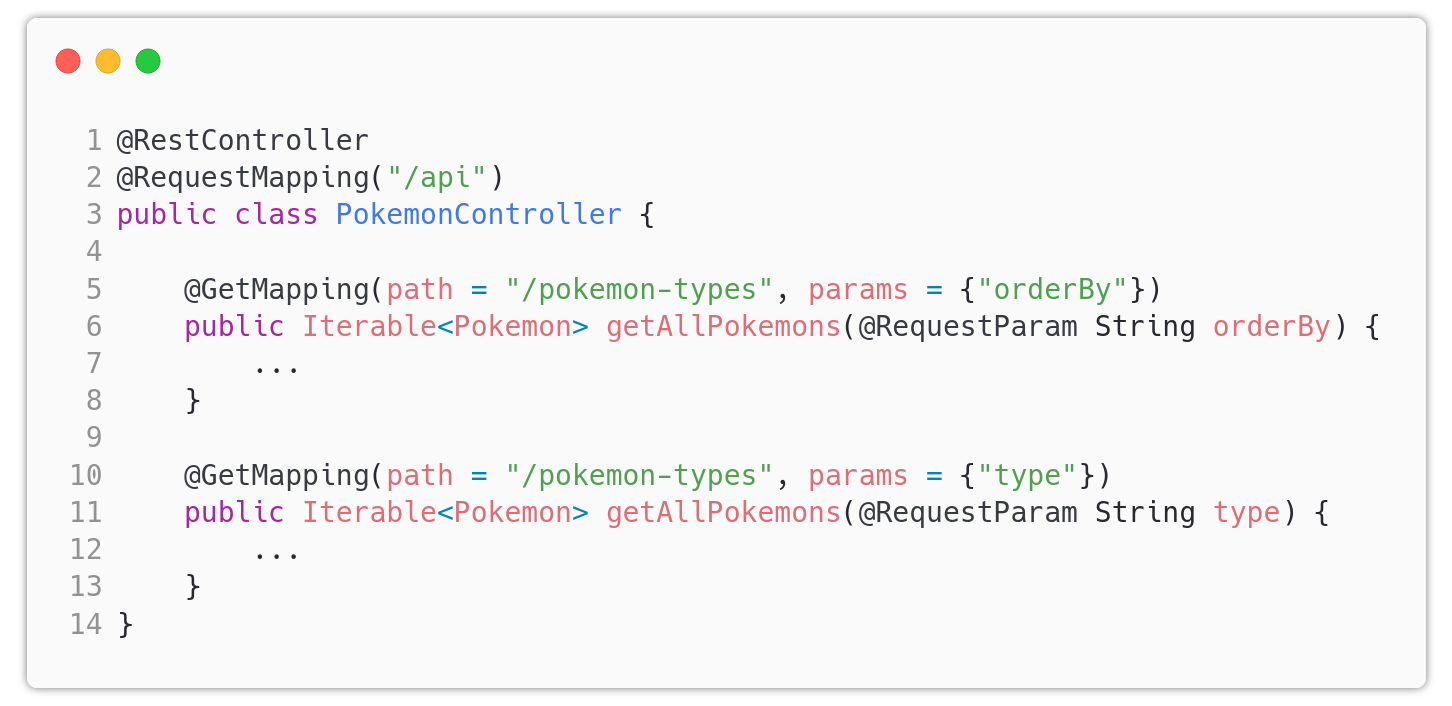 1 @RestController
2 @RequestMapping("/api")
3 public class PokemonController {
4
5     @GetMapping(path = "/pokemon-types", params = {"orderBy"})
6     public Iterable<Pokemon> getAllPokemons(@RequestParam String orderBy) {
7         ...
8     }
9
10     @GetMapping(path = "/pokemon-types", params = {"type"})
11     public Iterable<Pokemon> getAllPokemons(@RequestParam String type) {
12         ...
13     }
14 }